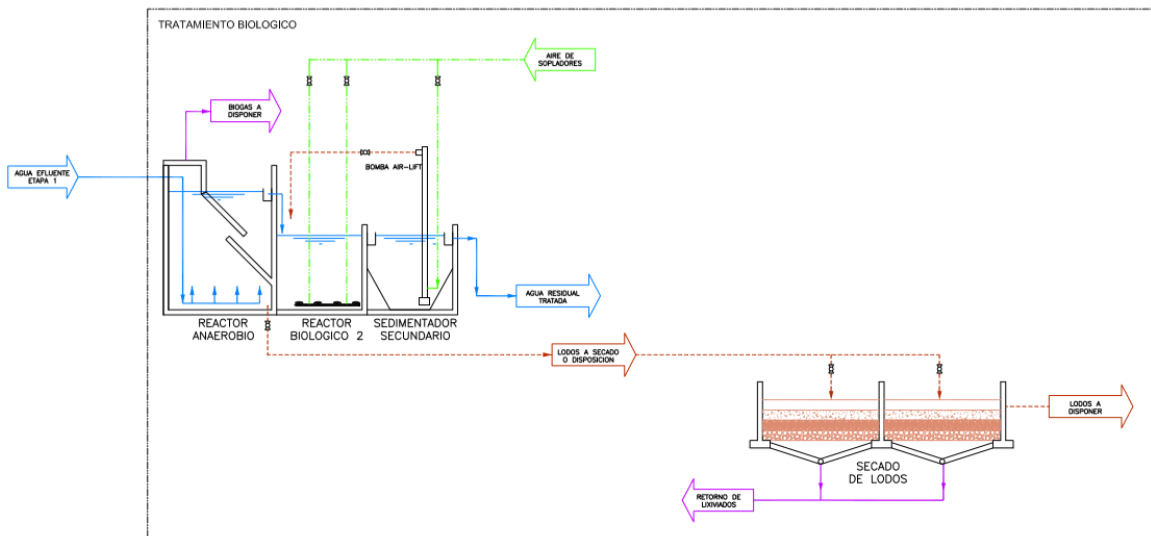 TRATAMIENTO BIOLOGICO
AIRE DE
SOPLADORES
BIOGAS A
DISPONER
BOMBA AIR-LIFT
AGUA EFLUENTE
ETAPA 1
AGUA RESIDUAL
TRATADA
REACTOR
ANAEROBIO
REACTOR
BIOLOGICO 2
SEDIMENTADOR
SECUNDARIO
LODOS A SECADO
O DISPOSICION
LODOS A
DISPONER
SECADO
DE LODOS
RETORNO DE
LIXIVIADOS